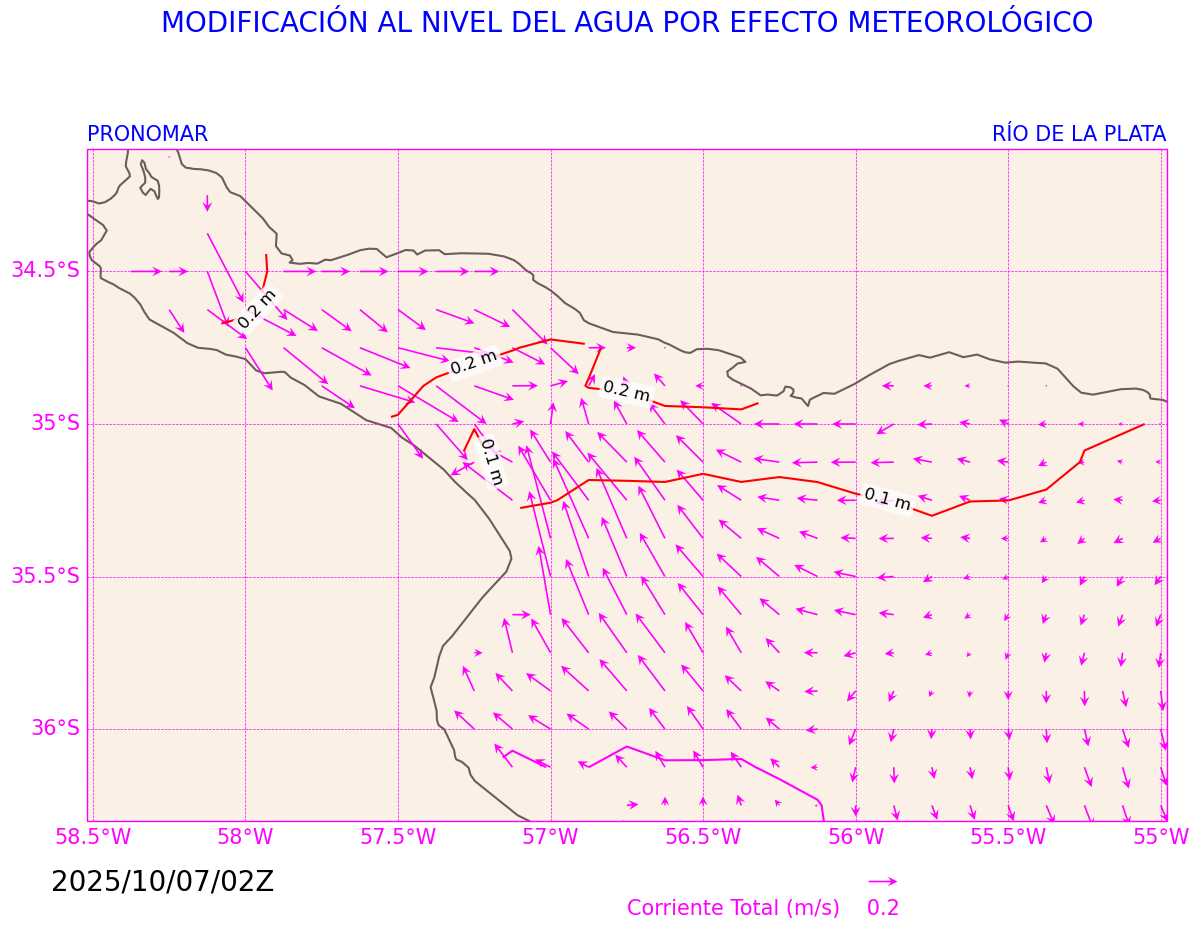 MODIFICACIÓN AL NIVEL DEL AGUA POR EFECTO METEOROLÓGICO
PRONOMAR RÍO DE LA PLATA
34.5°S
35°S
35.5°S
36°S
0.2 m
0.2 m
0.2 m
0.1 m
0.1 m
58.5°W 58°W 57.5°W 57°W 56.5°W 56°W 55.5°W 55°W
2025/10/07/02Z
Corriente Total (m/s) 0.2